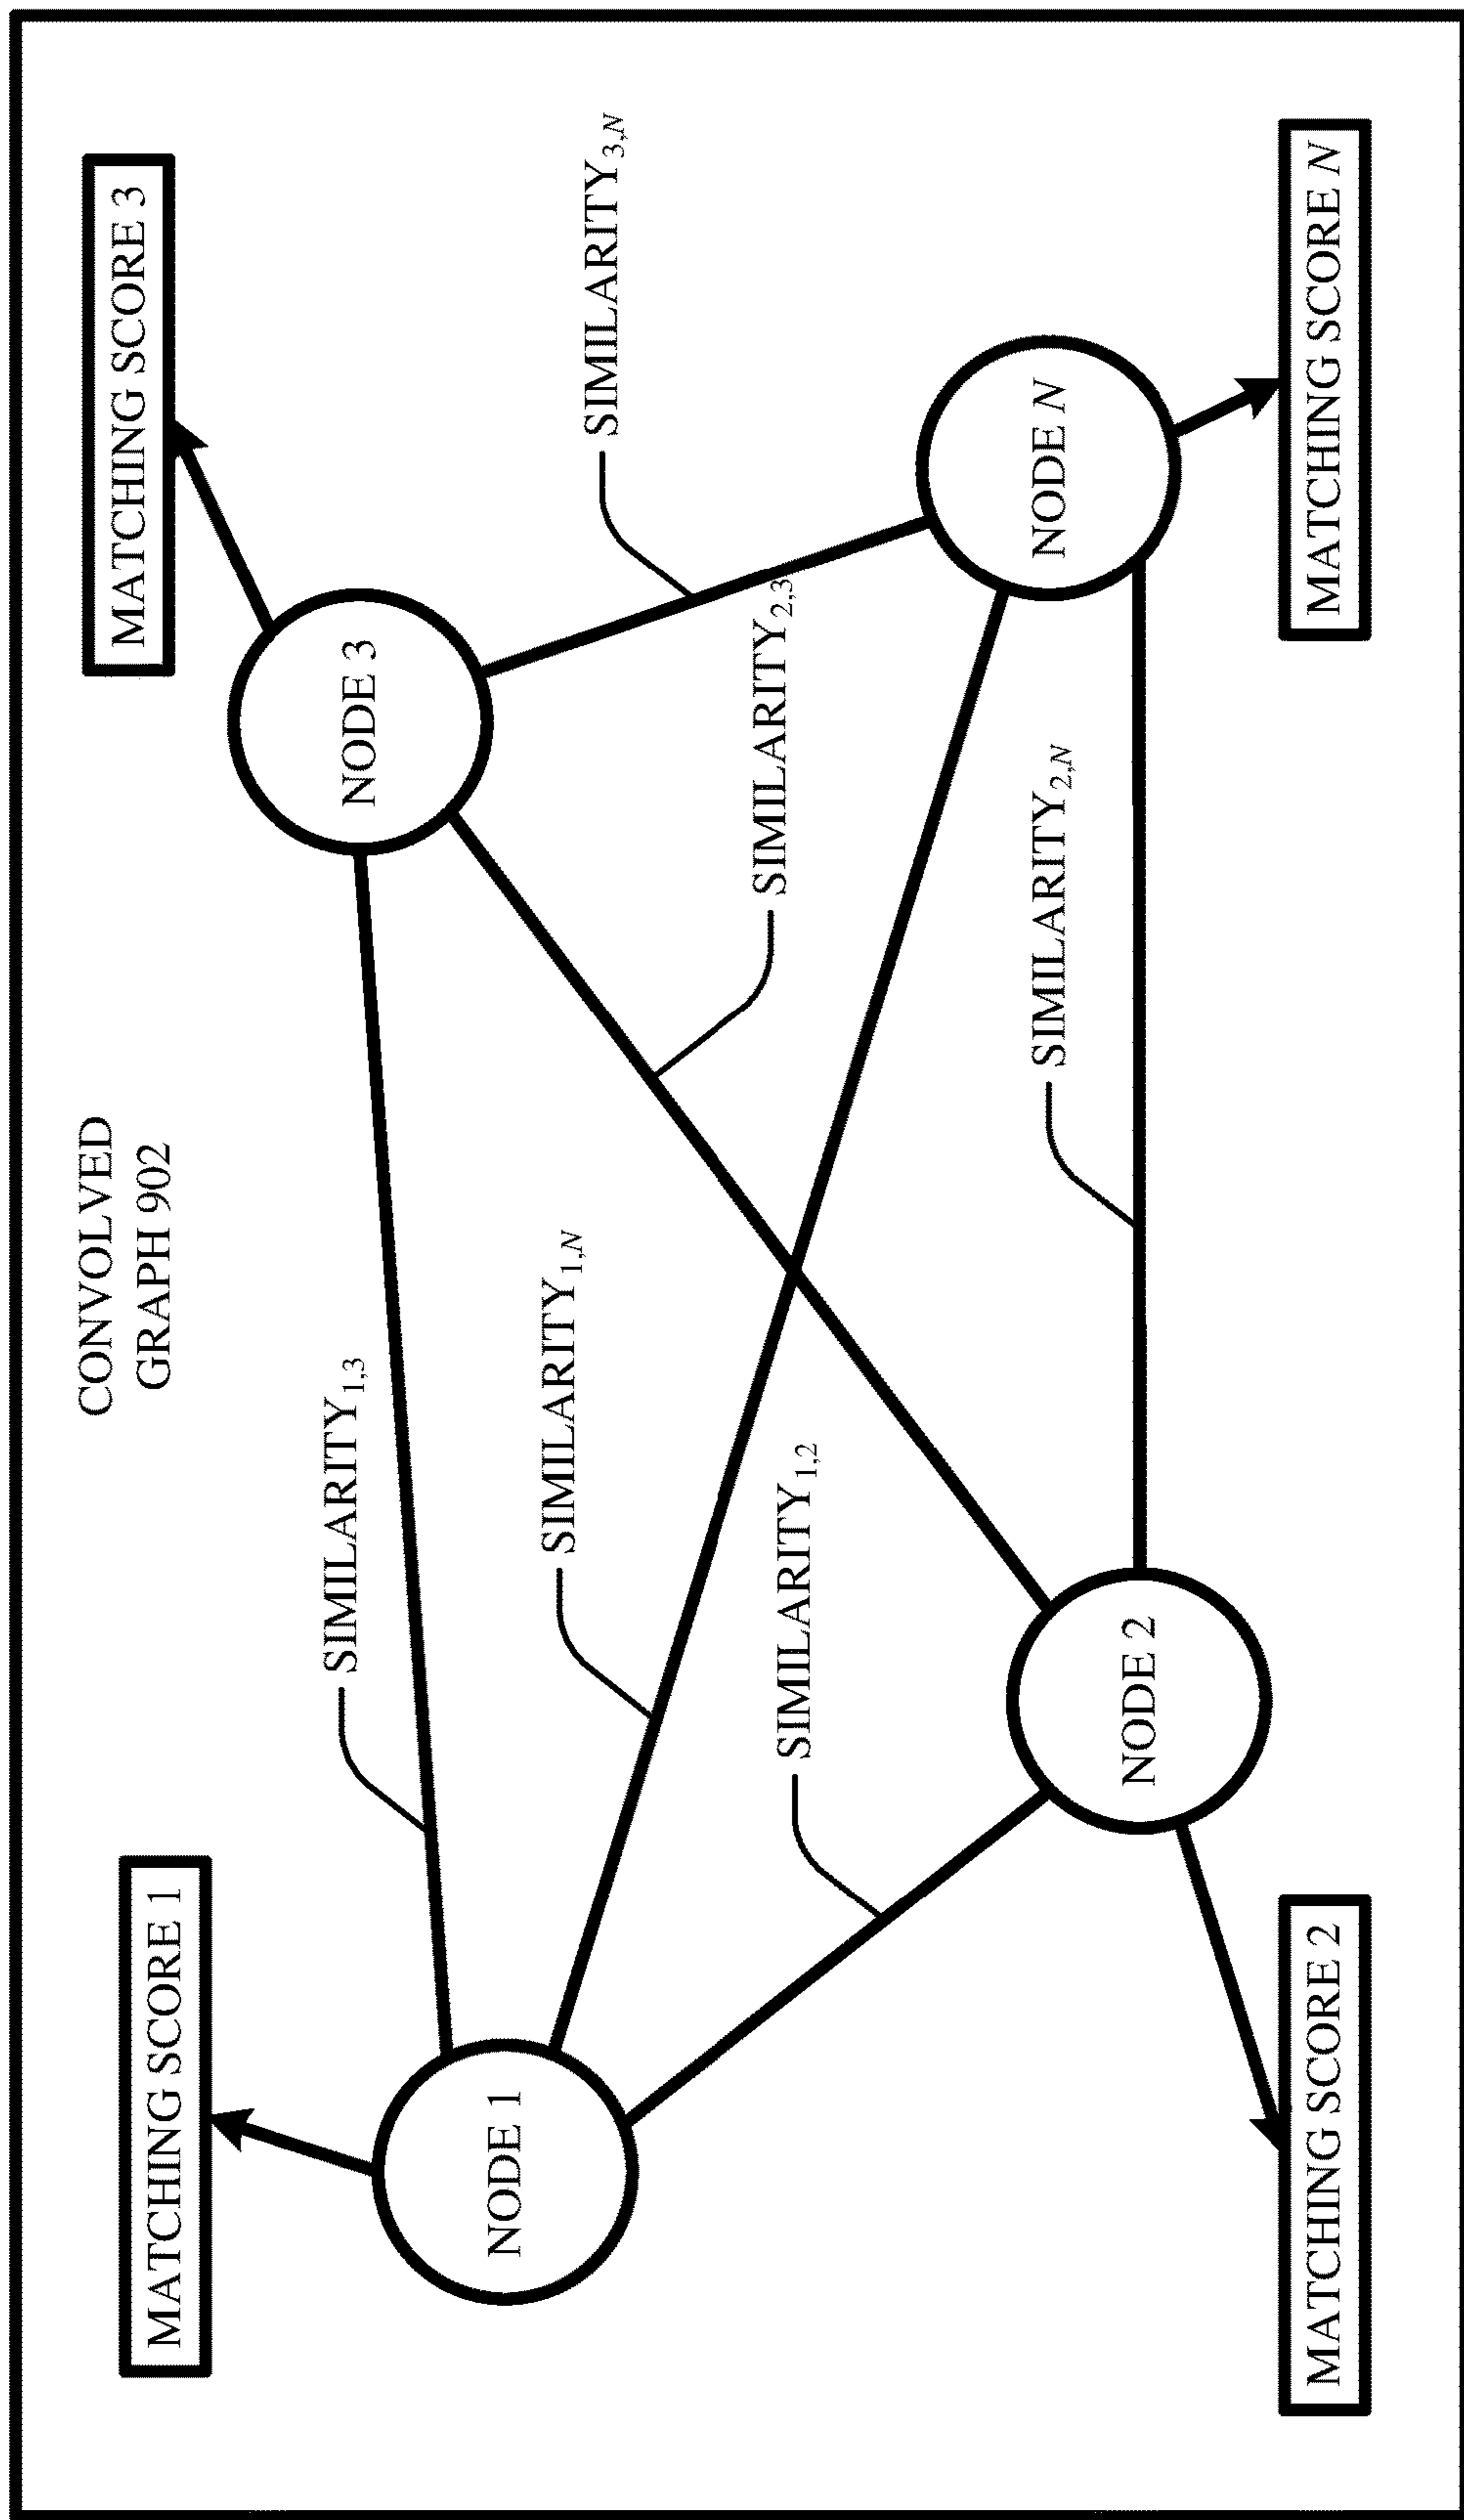 CONVOLVED
GRAPH 902
MATCHING SCORE 1
MATCHING SCORE 3
SIMILARITY1,3
NODE 3
NODE 1
SIMILARITY1,N
SIMILARITY3,N
SIMILARITY2,3
SIMILARITY1,2
SIMILARITY2,N
NODE N
NODE 2
MATCHING SCORE 2
MATCHING SCORE N